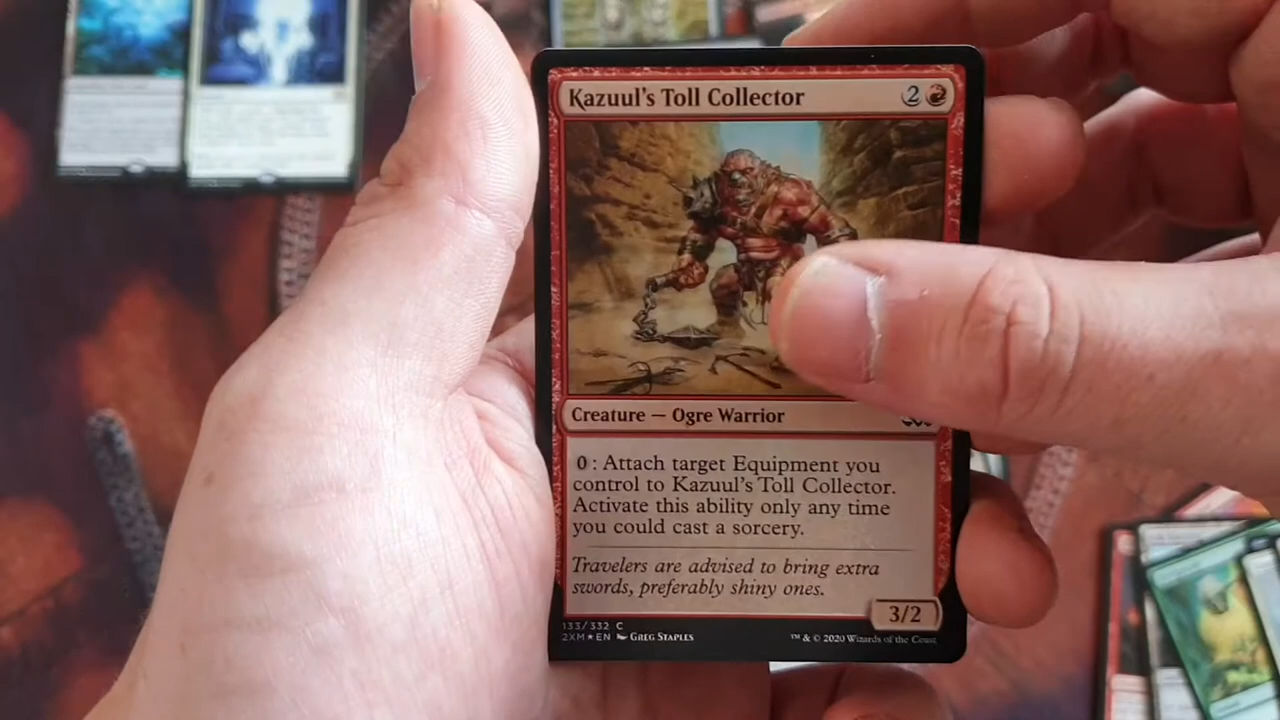 Kazuul's Toll Collector 2
Creature — Ogre Warrior
0 : Attach target Equipment you
control to Kazuul's Toll Collector.
Activate this ability only any time
you could cast a sorcery.
Travelers are advised to bring extra
swords, preferably shiny ones.
3/2
133/332 C
2XM★EN Greg Staples
™ & © 2020 Wizards of the Coast